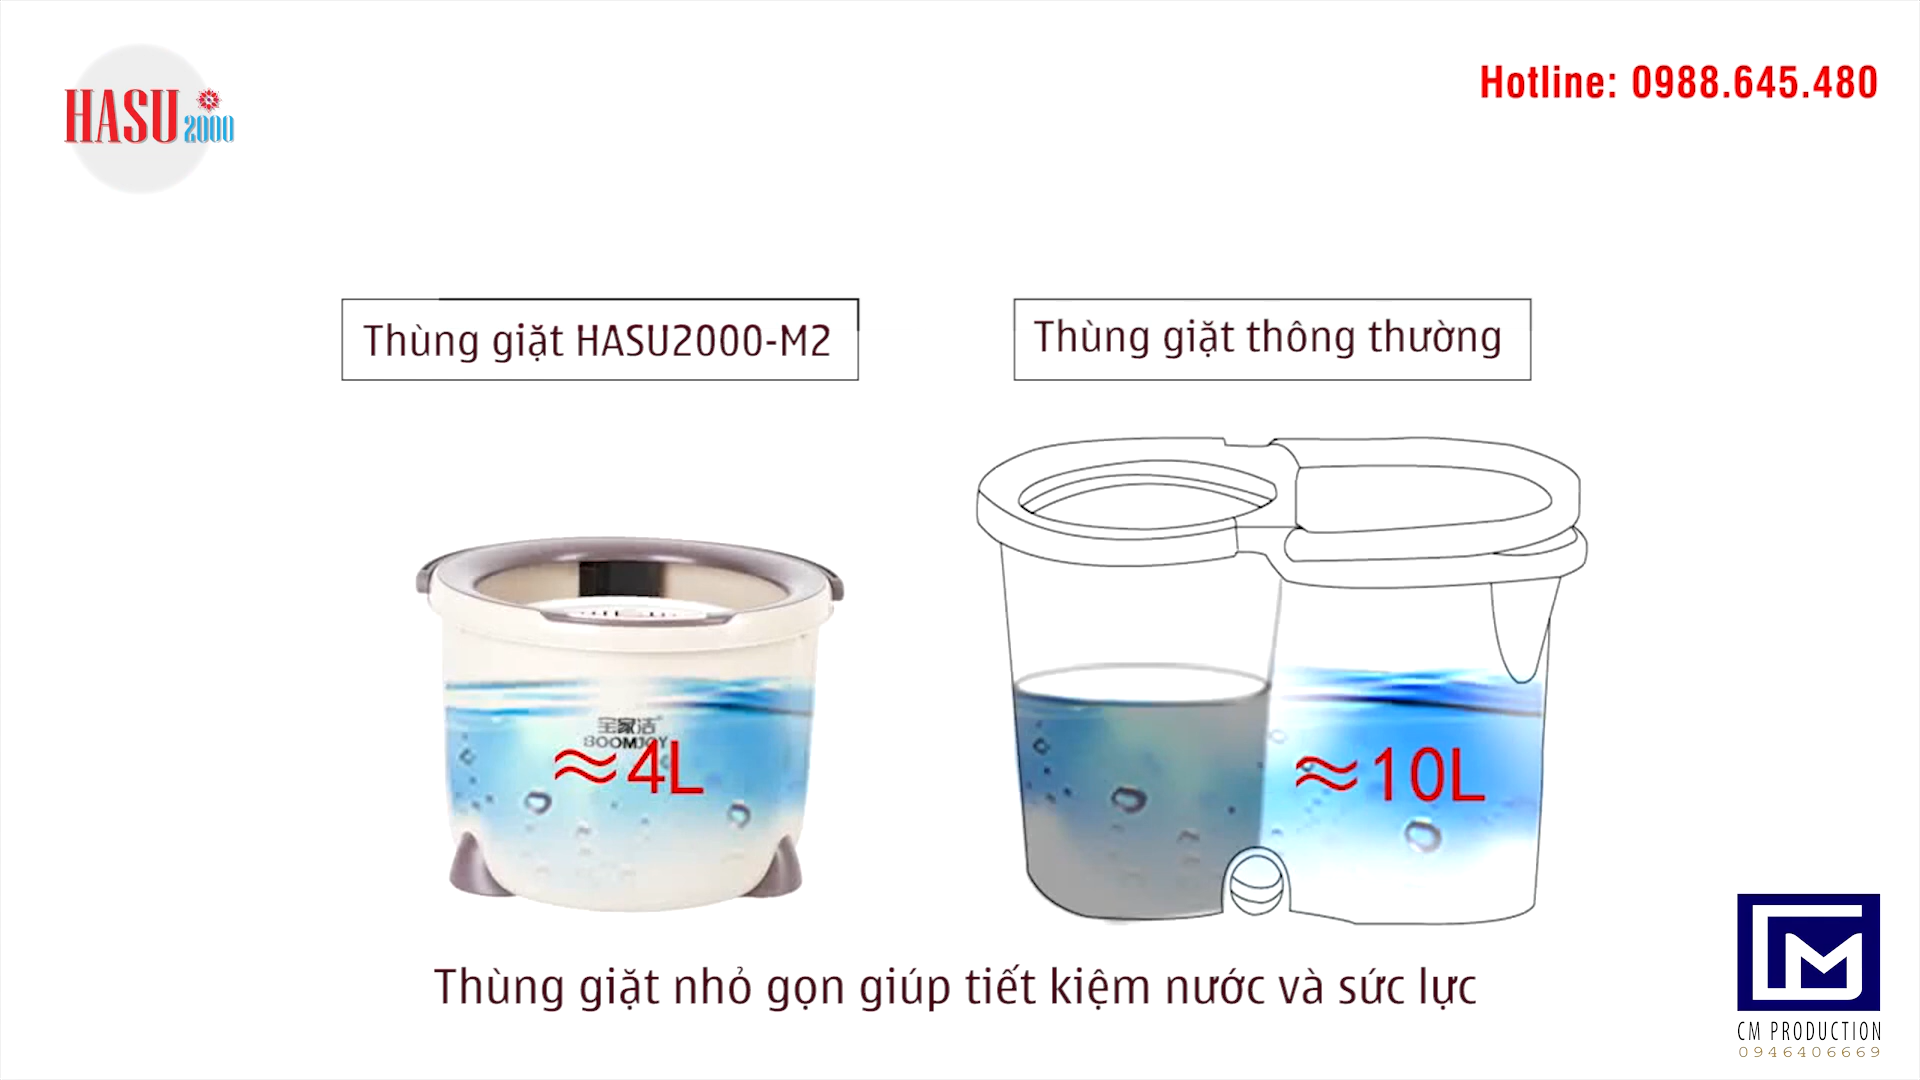 HASU 2000
Hotline: 0988.645.480
Thùng giặt HASU2000-M2
Thùng giặt thông thường
宝家洁
BOOMJOY
≈4L
≈10L
Thùng giặt nhỏ gọn giúp tiết kiệm nước và sức lực
CM PRODUCTION
0946406669